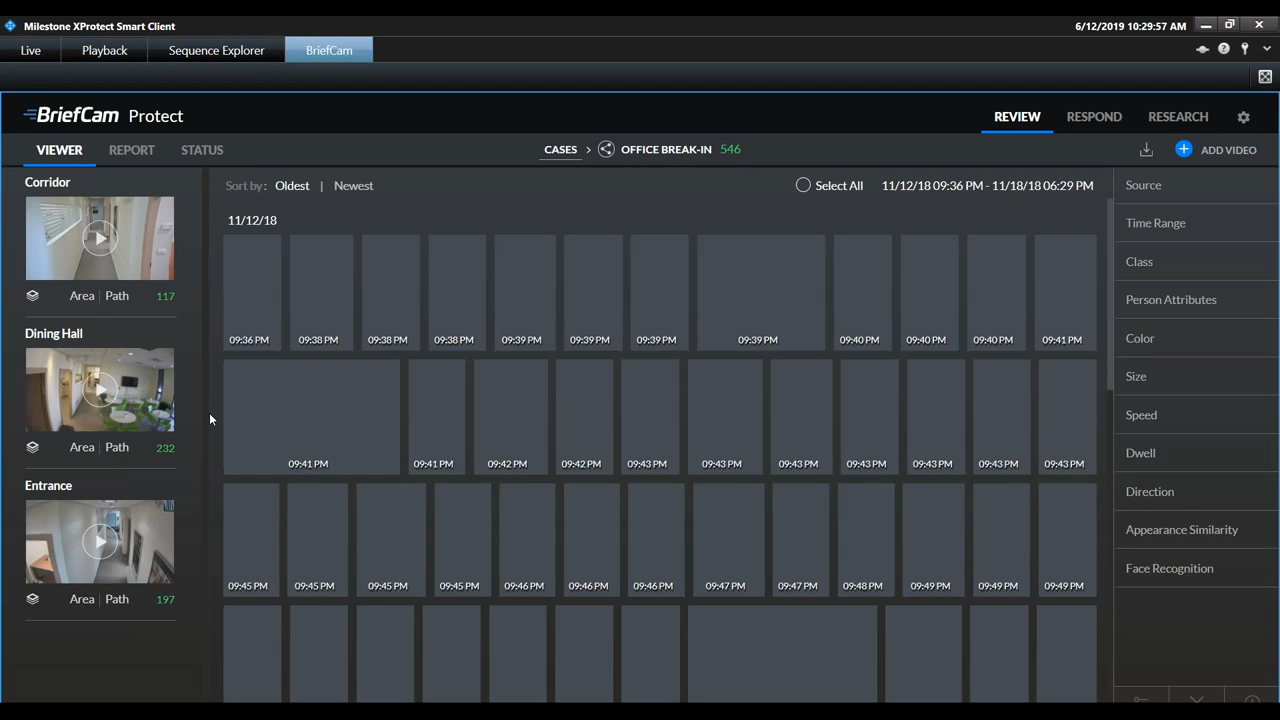 Milestone XProtect Smart Client
6/12/2019 10:29:57 AM
Live
Playback
Sequence Explorer
BriefCam
BriefCam Protect
REVIEW
RESPOND
RESEARCH
VIEWER
REPORT
STATUS
CASES > OFFICE BREAK-IN 546
ADD VIDEO
Corridor
Area | Path 117
Dining Hall
Area | Path 232
Entrance
Area | Path 197
Sort by: Oldest | Newest
Select All
11/12/18 09:36 PM - 11/18/18 06:29 PM
11/12/18
09:36 PM 09:38 PM 09:38 PM 09:38 PM 09:39 PM 09:39 PM 09:39 PM 09:39 PM 09:40 PM 09:40 PM 09:40 PM 09:41 PM
09:41 PM 09:41 PM 09:42 PM 09:42 PM 09:43 PM 09:43 PM 09:43 PM 09:43 PM 09:43 PM 09:43 PM 09:43 PM
09:45 PM 09:45 PM 09:45 PM 09:45 PM 09:46 PM 09:46 PM 09:46 PM 09:47 PM 09:47 PM 09:48 PM 09:49 PM 09:49 PM 09:49 PM
Source
Time Range
Class
Person Attributes
Color
Size
Speed
Dwell
Direction
Appearance Similarity
Face Recognition